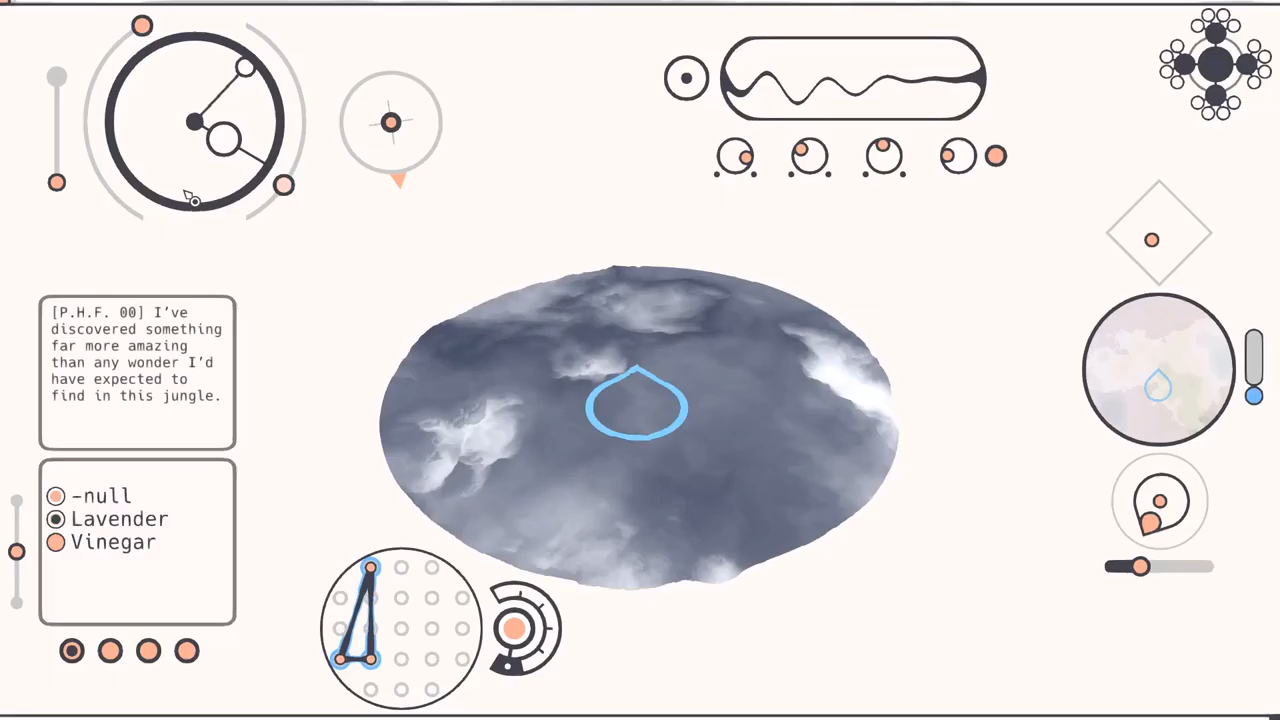 [P.H.F. 00] I've
discovered something
far more amazing
than any wonder I'd
have expected to
find in this jungle.
-null
Lavender
Vinegar